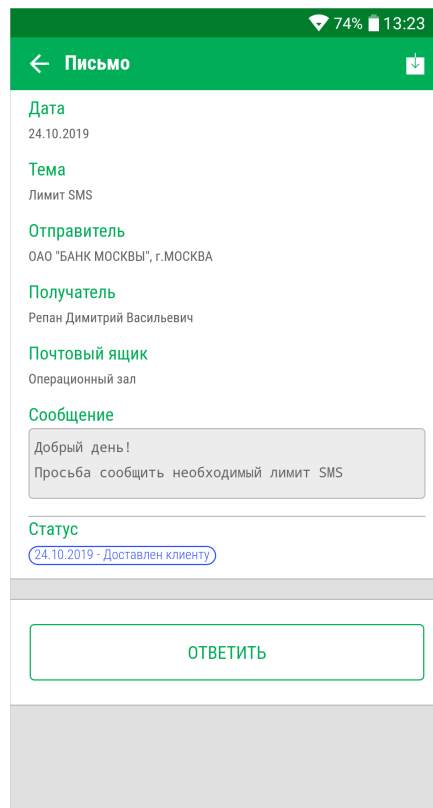 74% 13:23
Письмо
Дата
24.10.2019
Тема
Лимит SMS
Отправитель
ОАО "БАНК МОСКВЫ", г.МОСКВА
Получатель
Репан Димитрий Васильевич
Почтовый ящик
Операционный зал
Сообщение
Добрый день!
Просьба сообщить необходимый лимит SMS
Статус
24.10.2019 - Доставлен клиенту
ОТВЕТИТЬ